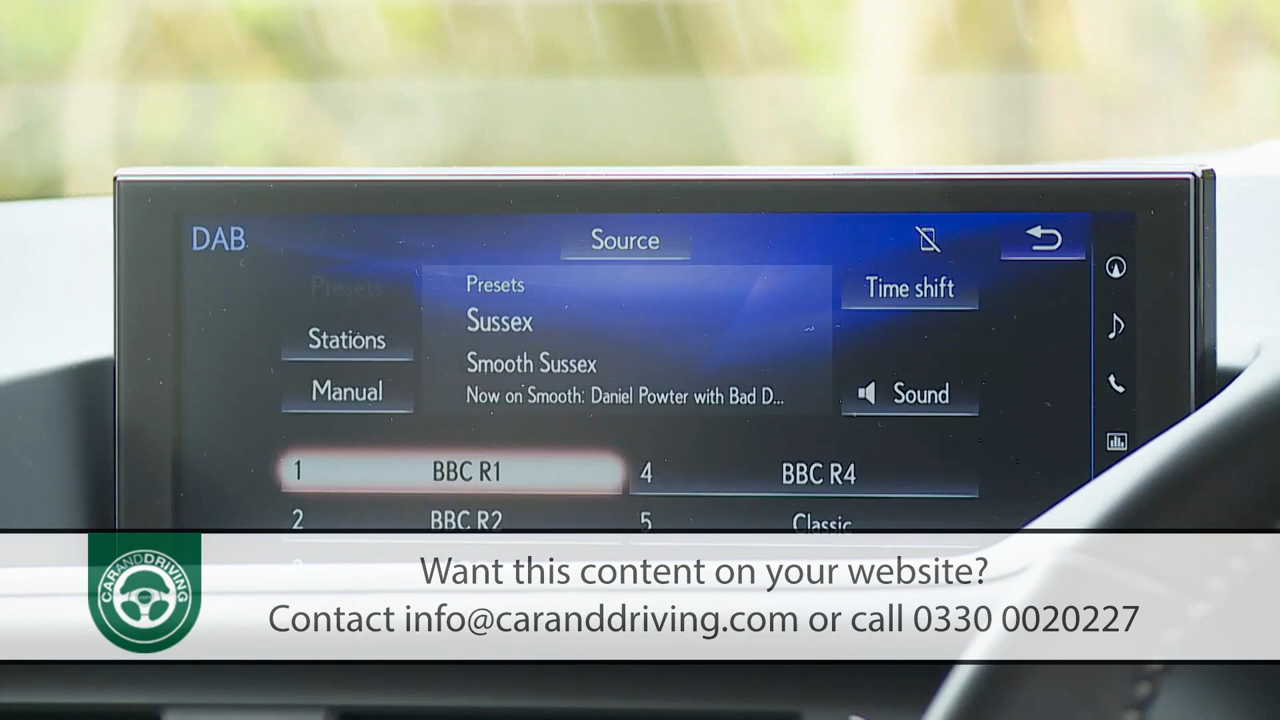 DAB
Source
Presets
Presets
Time shift
Sussex
Stations
Smooth Sussex
Manual
Now on Smooth: Daniel Powter with Bad D...
Sound
1 BBC R1
4 BBC R4
2 BBC R2
5 Classic
CARANDDRIVING
Want this content on your website?
Contact info@caranddriving.com or call 0330 0020227